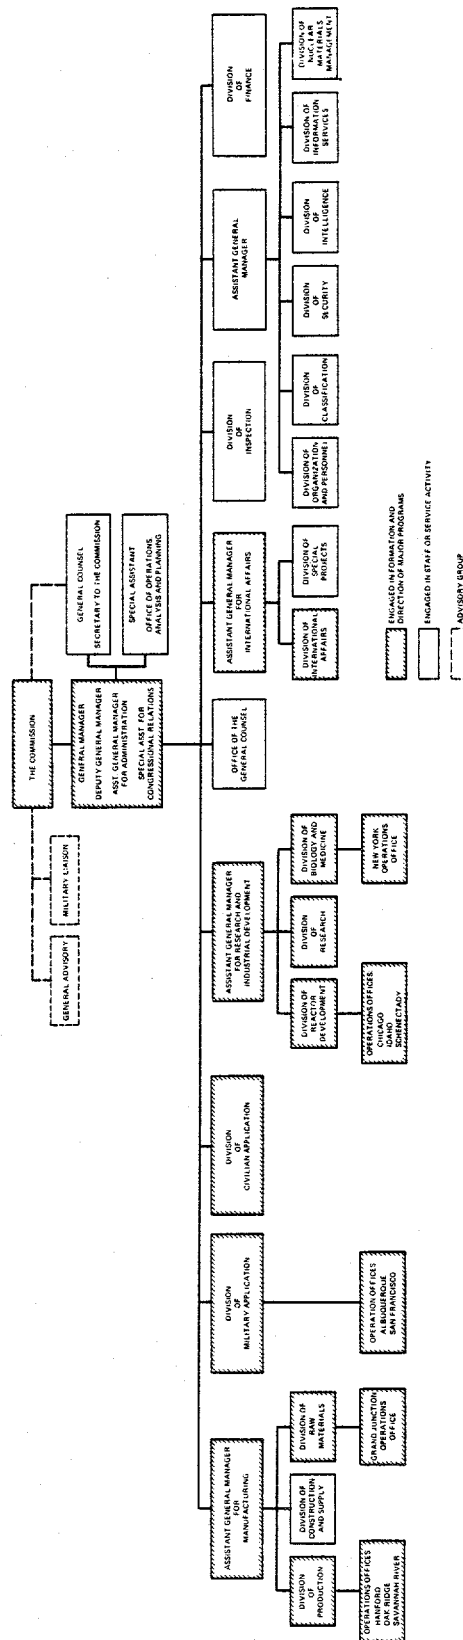 THE COMMISSION
GENERAL ADVISORY
MILITARY LIAISON
GENERAL MANAGER
DEPUTY GENERAL MANAGER
ASST. GENERAL MANAGER
FOR ADMINISTRATION
SPECIAL ASST FOR
CONGRESSIONAL RELATIONS
GENERAL COUNSEL
SECRETARY TO THE COMMISSION
SPECIAL ASSISTANT
OFFICE OF OPERATIONS
ANALYSIS AND PLANNING
ASSISTANT GENERAL MANAGER
FOR
MANUFACTURING
DIVISION
OF
MILITARY APPLICATION
DIVISION
OF
CIVILIAN APPLICATION
ASSISTANT GENERAL MANAGER
FOR RESEARCH AND
INDUSTRIAL DEVELOPMENT
OFFICE OF THE
GENERAL COUNSEL
ASSISTANT GENERAL MANAGER
FOR
INTERNATIONAL AFFAIRS
DIVISION
OF
INSPECTION
ASSISTANT GENERAL
MANAGER
DIVISION
OF
FINANCE
DIVISION
OF
PRODUCTION
DIVISION OF
CONSTRUCTION
AND SUPPLY
DIVISION OF
RAW
MATERIALS
DIVISION OF
REACTOR
DEVELOPMENT
DIVISION
OF
RESEARCH
DIVISION OF
BIOLOGY AND
MEDICINE
DIVISION OF
INTERNATIONAL
AFFAIRS
DIVISION OF
SPECIAL
PROJECTS
DIVISION OF
ORGANIZATION
AND PERSONNEL
DIVISION
OF
CLASSIFICATION
DIVISION
OF
SECURITY
DIVISION
OF
INTELLIGENCE
DIVISION OF
INFORMATION
SERVICES
DIVISION OF
NUCLEAR
MATERIALS
MANAGEMENT
OPERATIONS OFFICES
HANFORD
OAK RIDGE
SAVANNAH RIVER
GRAND JUNCTION
OPERATIONS
OFFICE
OPERATION OFFICES
ALBUQUERQUE
SAN FRANCISCO
OPERATIONS OFFICES
CHICAGO
IDAHO
SCHENECTADY
NEW YORK
OPERATIONS
OFFICE
ENGAGED IN FORMATION AND
DIRECTION OF MAJOR PROGRAMS
ENGAGED IN STAFF OR SERVICE ACTIVITY
ADVISORY GROUP